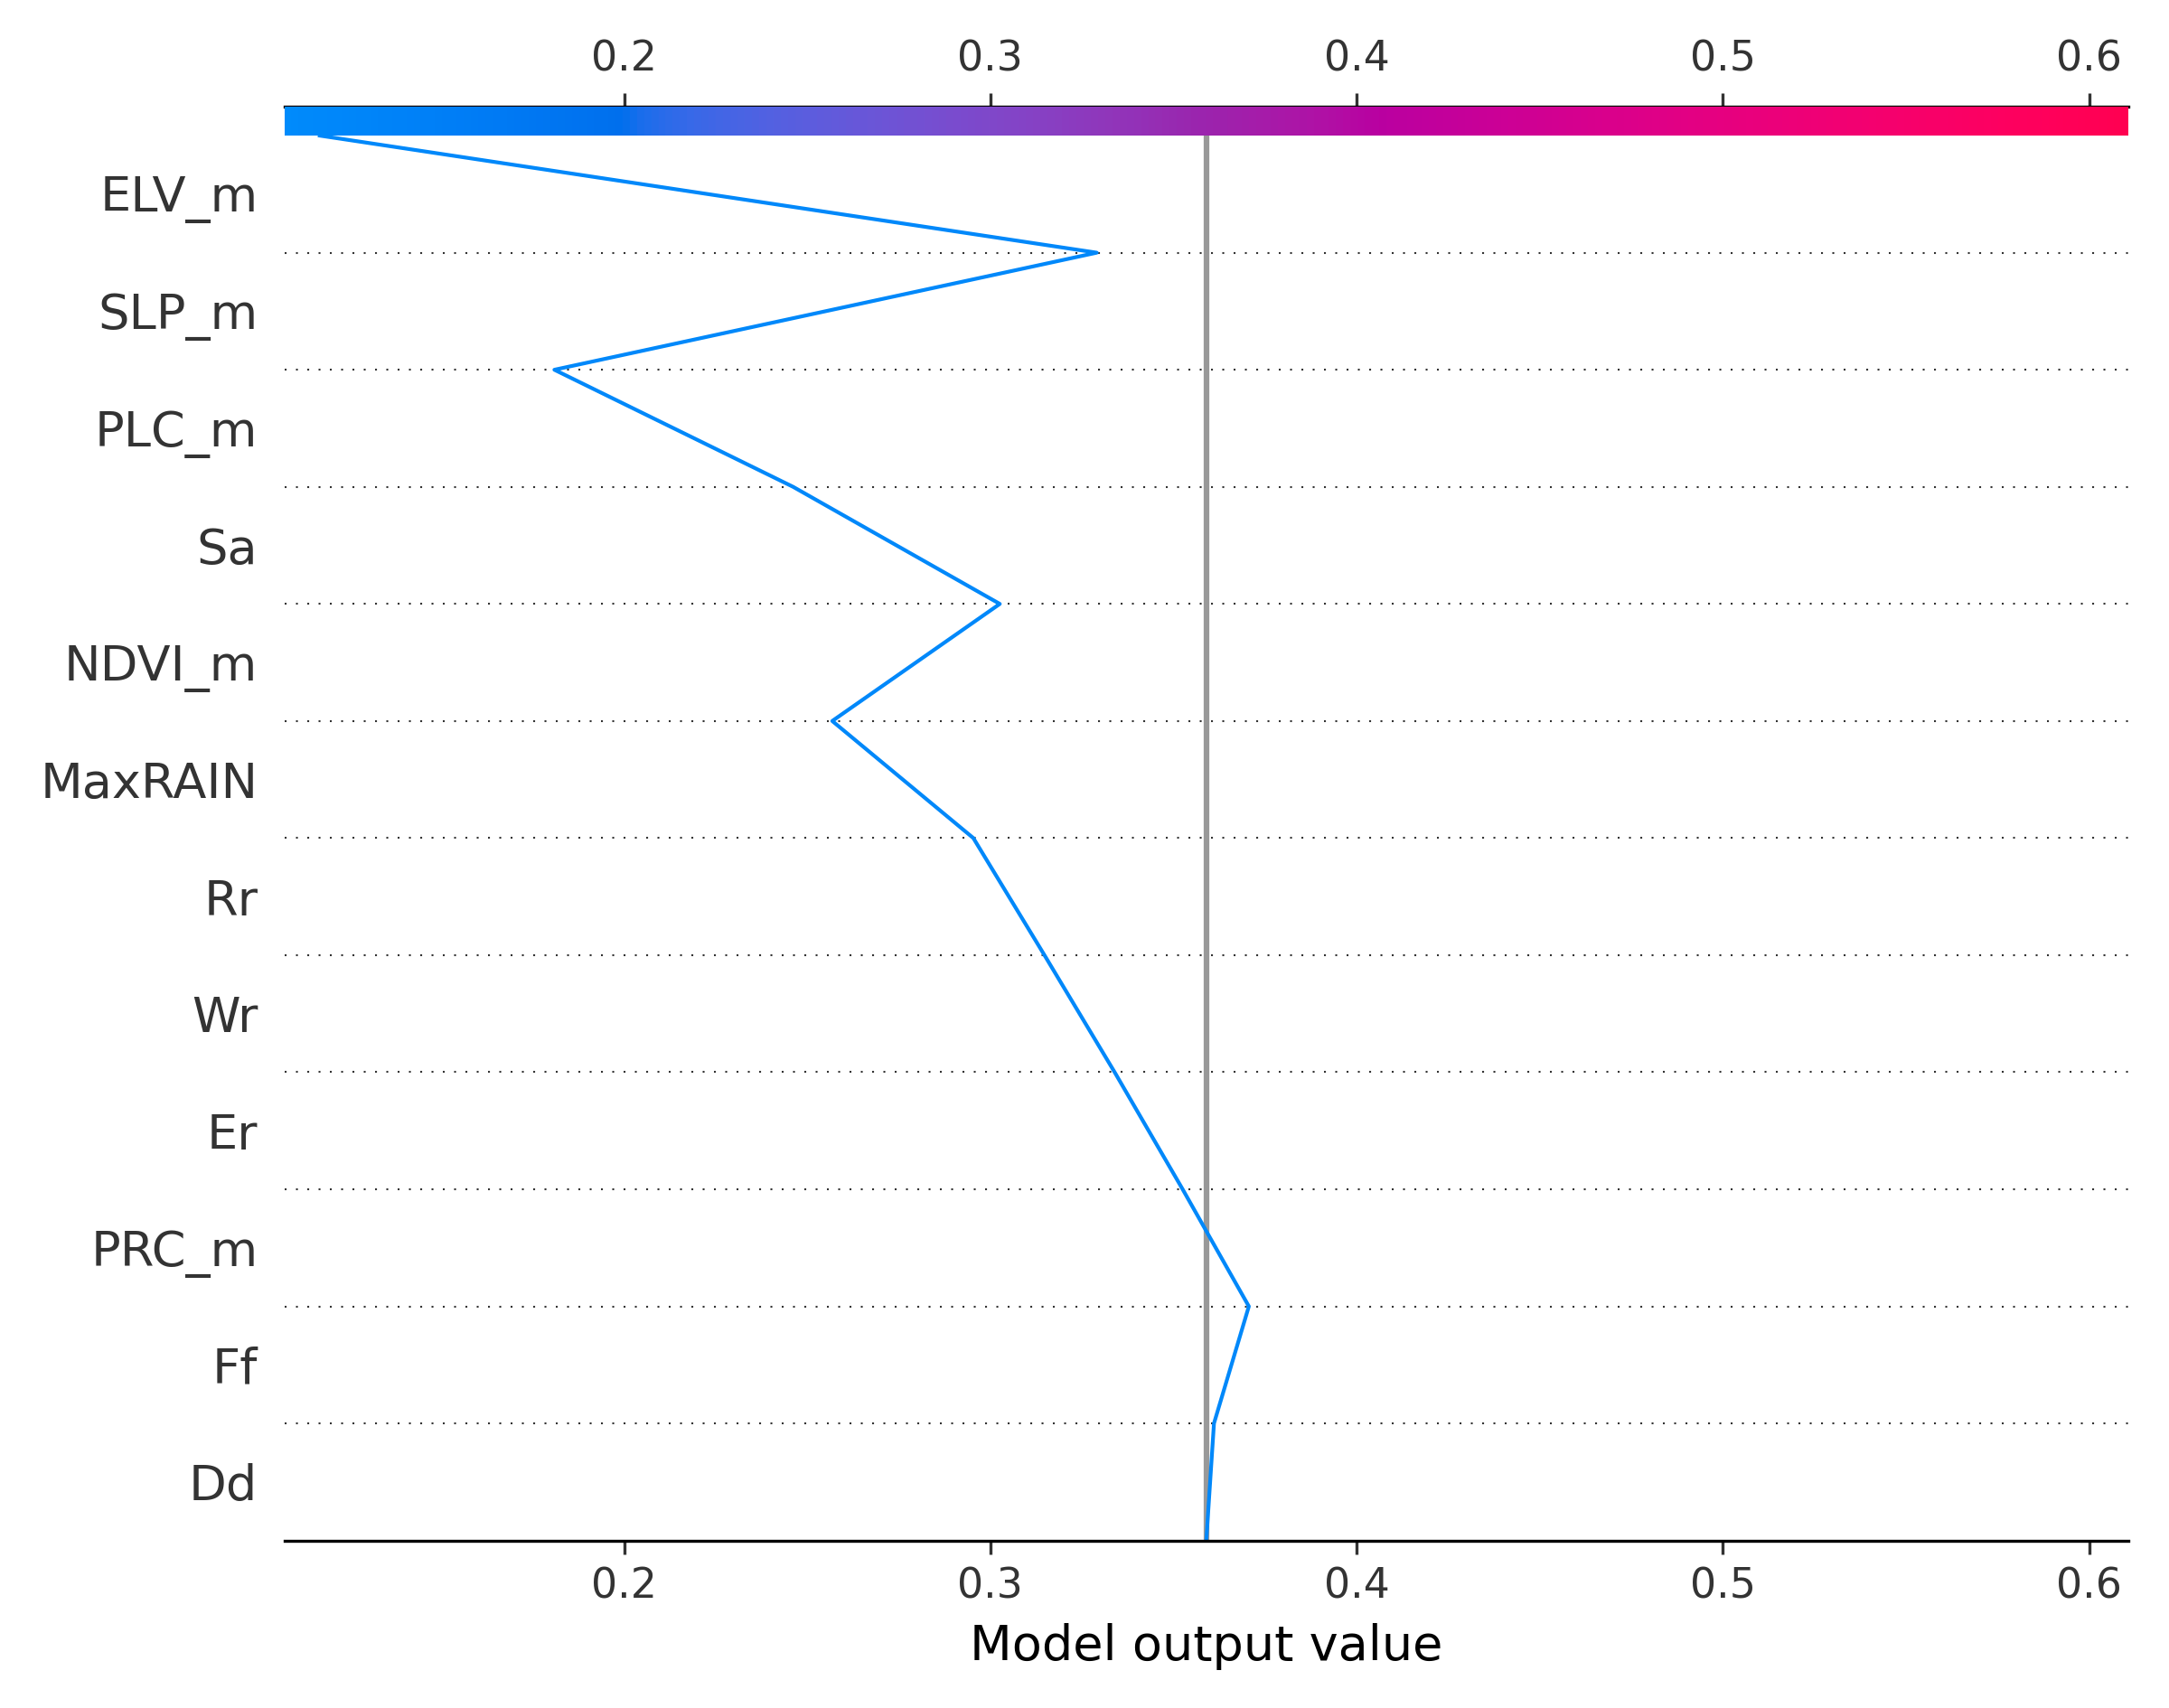 0.2 0.3 0.4 0.5 0.6
ELV_m
SLP_m
PLC_m
Sa
NDVI_m
MaxRAIN
Rr
Wr
Er
PRC_m
Ff
Dd
0.2 0.3 0.4 0.5 0.6
Model output value